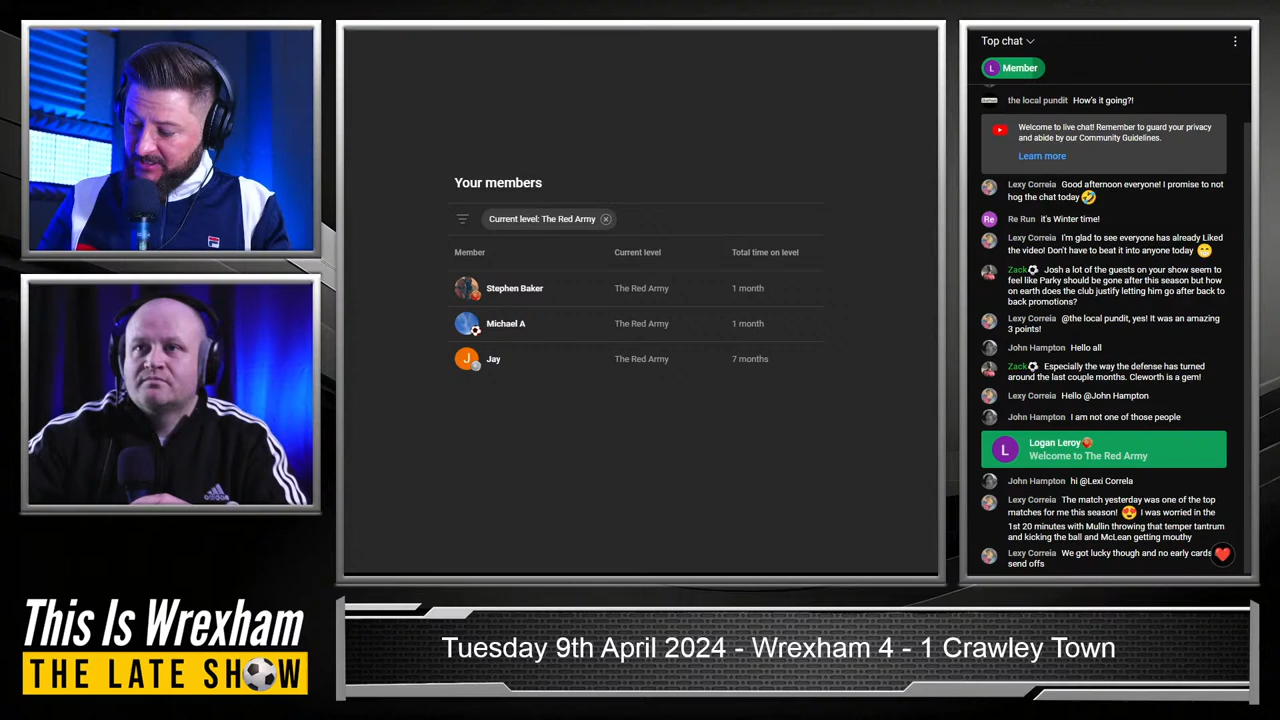 Your members
Current level: The Red Army
Member Current level Total time on level
Stephen Baker The Red Army 1 month
Michael A The Red Army 1 month
J Jay The Red Army 7 months
Top chat
L Member
the local pundit How's it going?!
Welcome to live chat! Remember to guard your privacy
and abide by our Community Guidelines.
Learn more
Lexy Correia Good afternoon everyone! I promise to not
hog the chat today
Re Re Run it's Winter time!
Lexy Correia I'm glad to see everyone has already Liked
the video! Don't have to beat it into anyone today
Zack Josh a lot of the guests on your show seem to
feel like Parky should be gone after this season but how
on earth does the club justify letting him go after back to
back promotions?
Lexy Correia @the local pundit, yes! It was an amazing
3 points!
John Hampton Hello all
Zack Especially the way the defense has turned
around the last couple months. Cleworth is a gem!
Lexy Correia Hello @John Hampton
John Hampton I am not one of those people
L Logan Leroy
Welcome to The Red Army
John Hampton hi @Lexi Correla
Lexy Correia The match yesterday was one of the top
matches for me this season! I was worried in the
1st 20 minutes with Mullin throwing that temper tantrum
and kicking the ball and McLean getting mouthy
Lexy Correia We got lucky though and no early cards
send offs
FILA
adidas
This Is Wrexham
THE LATE SHOW
Tuesday 9th April 2024 - Wrexham 4 - 1 Crawley Town